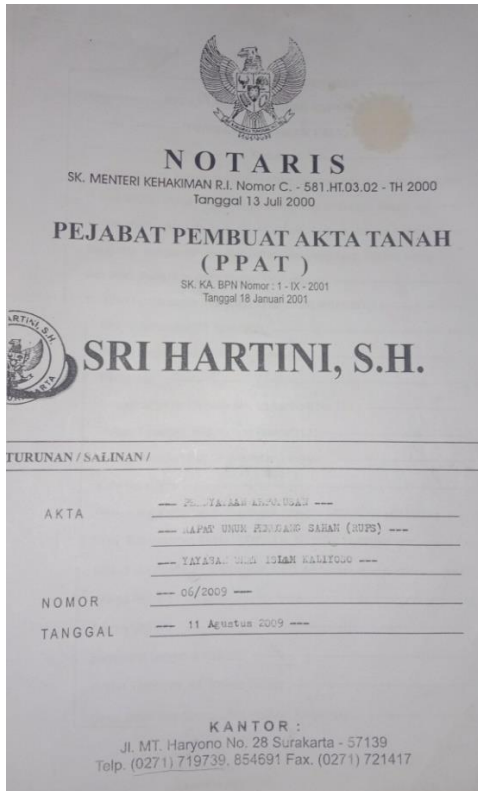 NOTARIS
SK. MENTERI KEHAKIMAN R.I. Nomor C. - 581.HT.03.02 - TH 2000
Tanggal 13 Juli 2000
PEJABAT PEMBUAT AKTA TANAH
(PPAT)
SK. KA. BPN Nomor : 1 - IX - 2001
Tanggal 18 Januari 2001
SRI HARTINI, S.H.
TURUNAN / SALINAN /
AKTA
--- RAPAT UMUM SAHAM (RUPS) ---
--- ISLAM KALIYOSO ---
NOMOR --- 06/2009 ---
TANGGAL --- 11 Agustus 2009 ---
KANTOR :
Jl. MT. Haryono No. 28 Surakarta - 57139
Telp. (0271) 719739, 854691 Fax. (0271) 721417